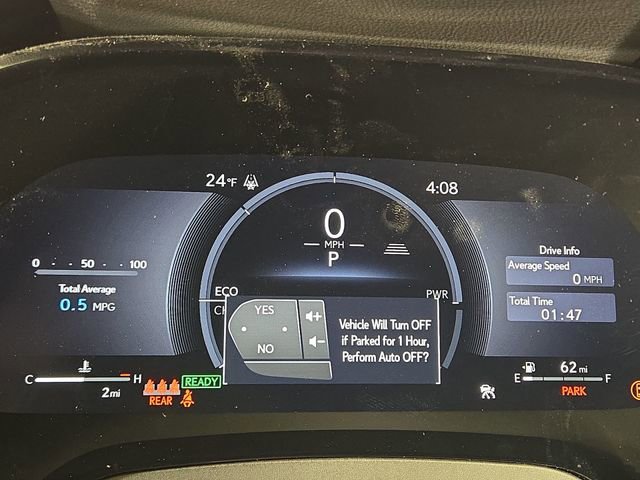 24°F
4:08
0
MPH
P
0 - 50 - 100
Total Average
0.5 MPG
Drive Info
Average Speed
0 MPH
Total Time
01:47
ECO
PWR
YES
NO
Vehicle Will Turn OFF
if Parked for 1 Hour,
Perform Auto OFF?
C H
2 mi
REAR
READY
62 mi
E F
PARK